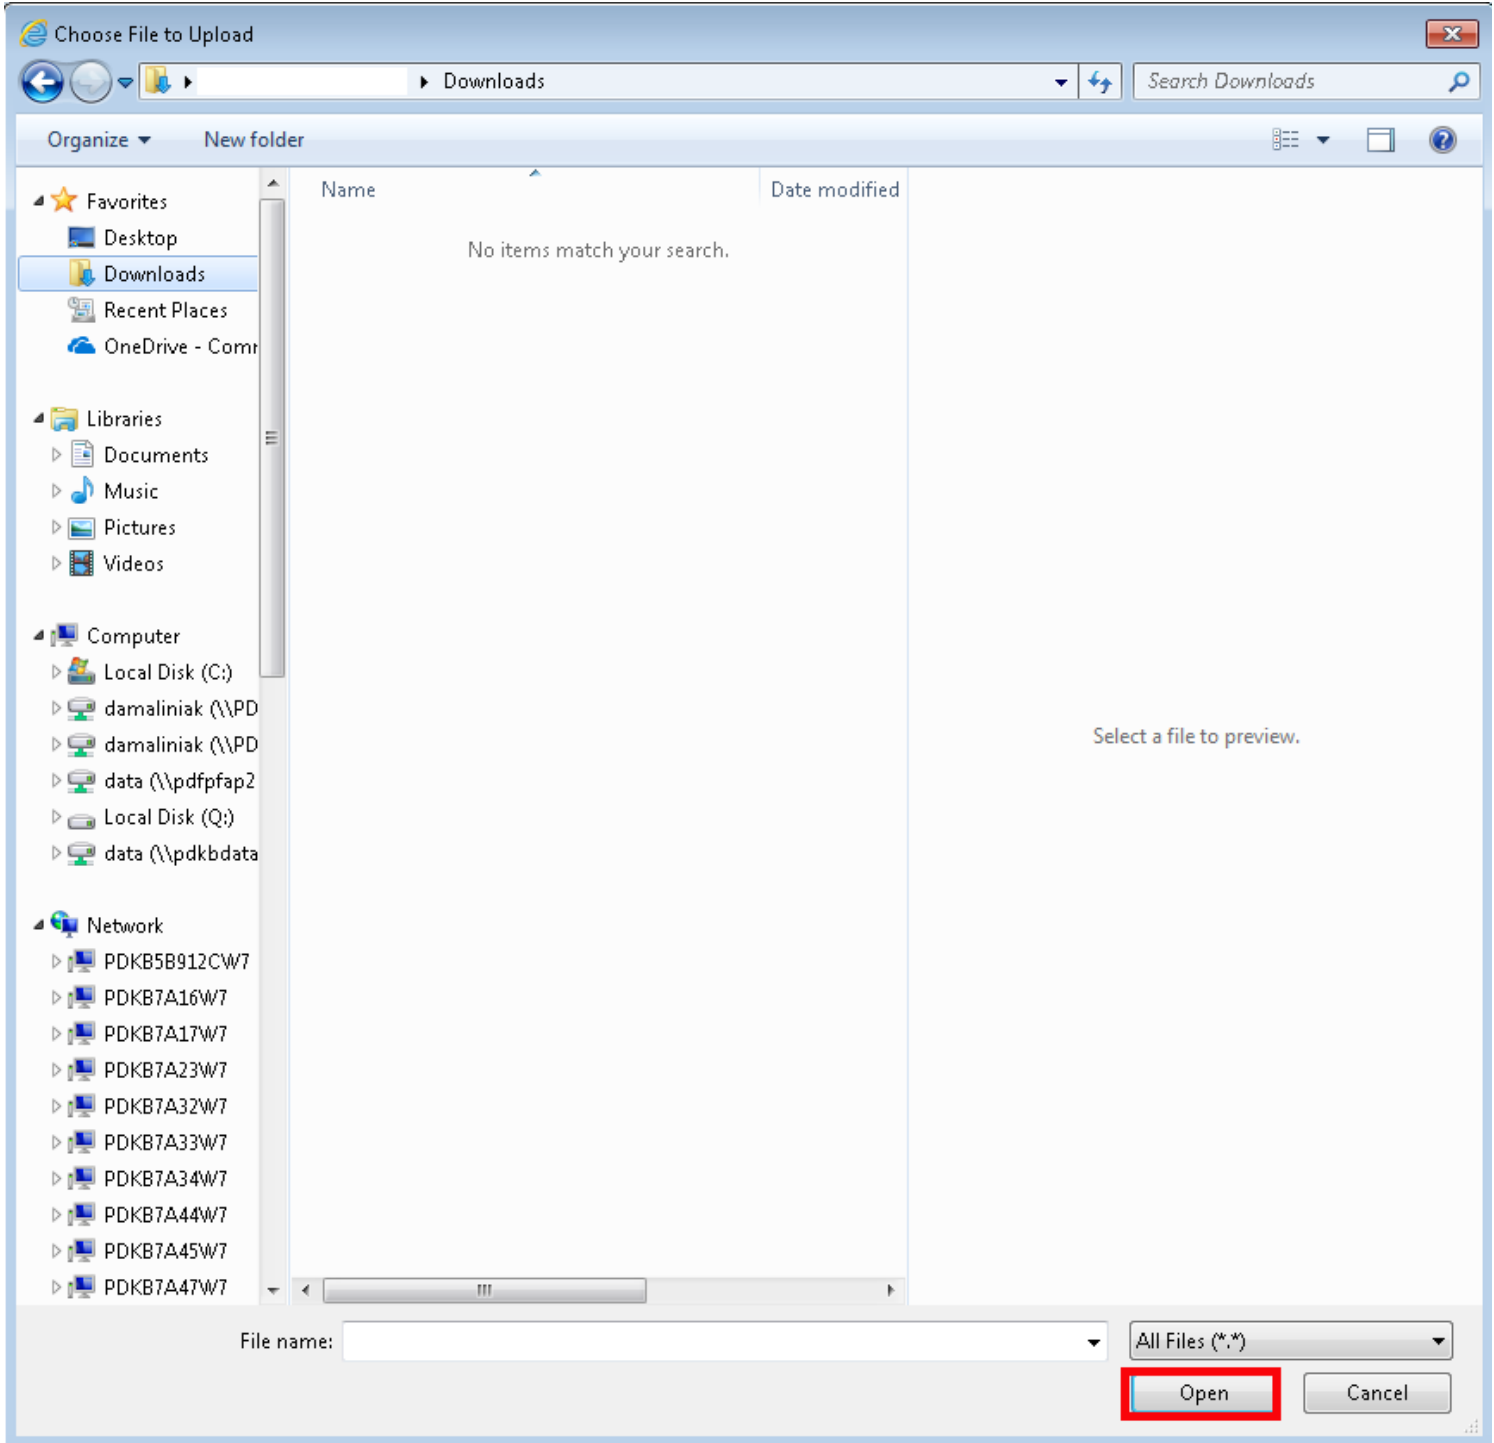 Choose File to Upload
Downloads
Search Downloads
Organize
New folder
Name
Date modified
No items match your search.
Select a file to preview.
Favorites
Desktop
Downloads
Recent Places
OneDrive - Comr
Libraries
Documents
Music
Pictures
Videos
Computer
Local Disk (C:)
damaliniak (\\PD
damaliniak (\\PD
data (\\pdfpfap2
Local Disk (Q:)
data (\\pdkbdata
Network
PDKB5B912CW7
PDKB7A16W7
PDKB7A17W7
PDKB7A23W7
PDKB7A32W7
PDKB7A33W7
PDKB7A34W7
PDKB7A44W7
PDKB7A45W7
PDKB7A47W7
File name:
All Files (*.*)
Open
Cancel